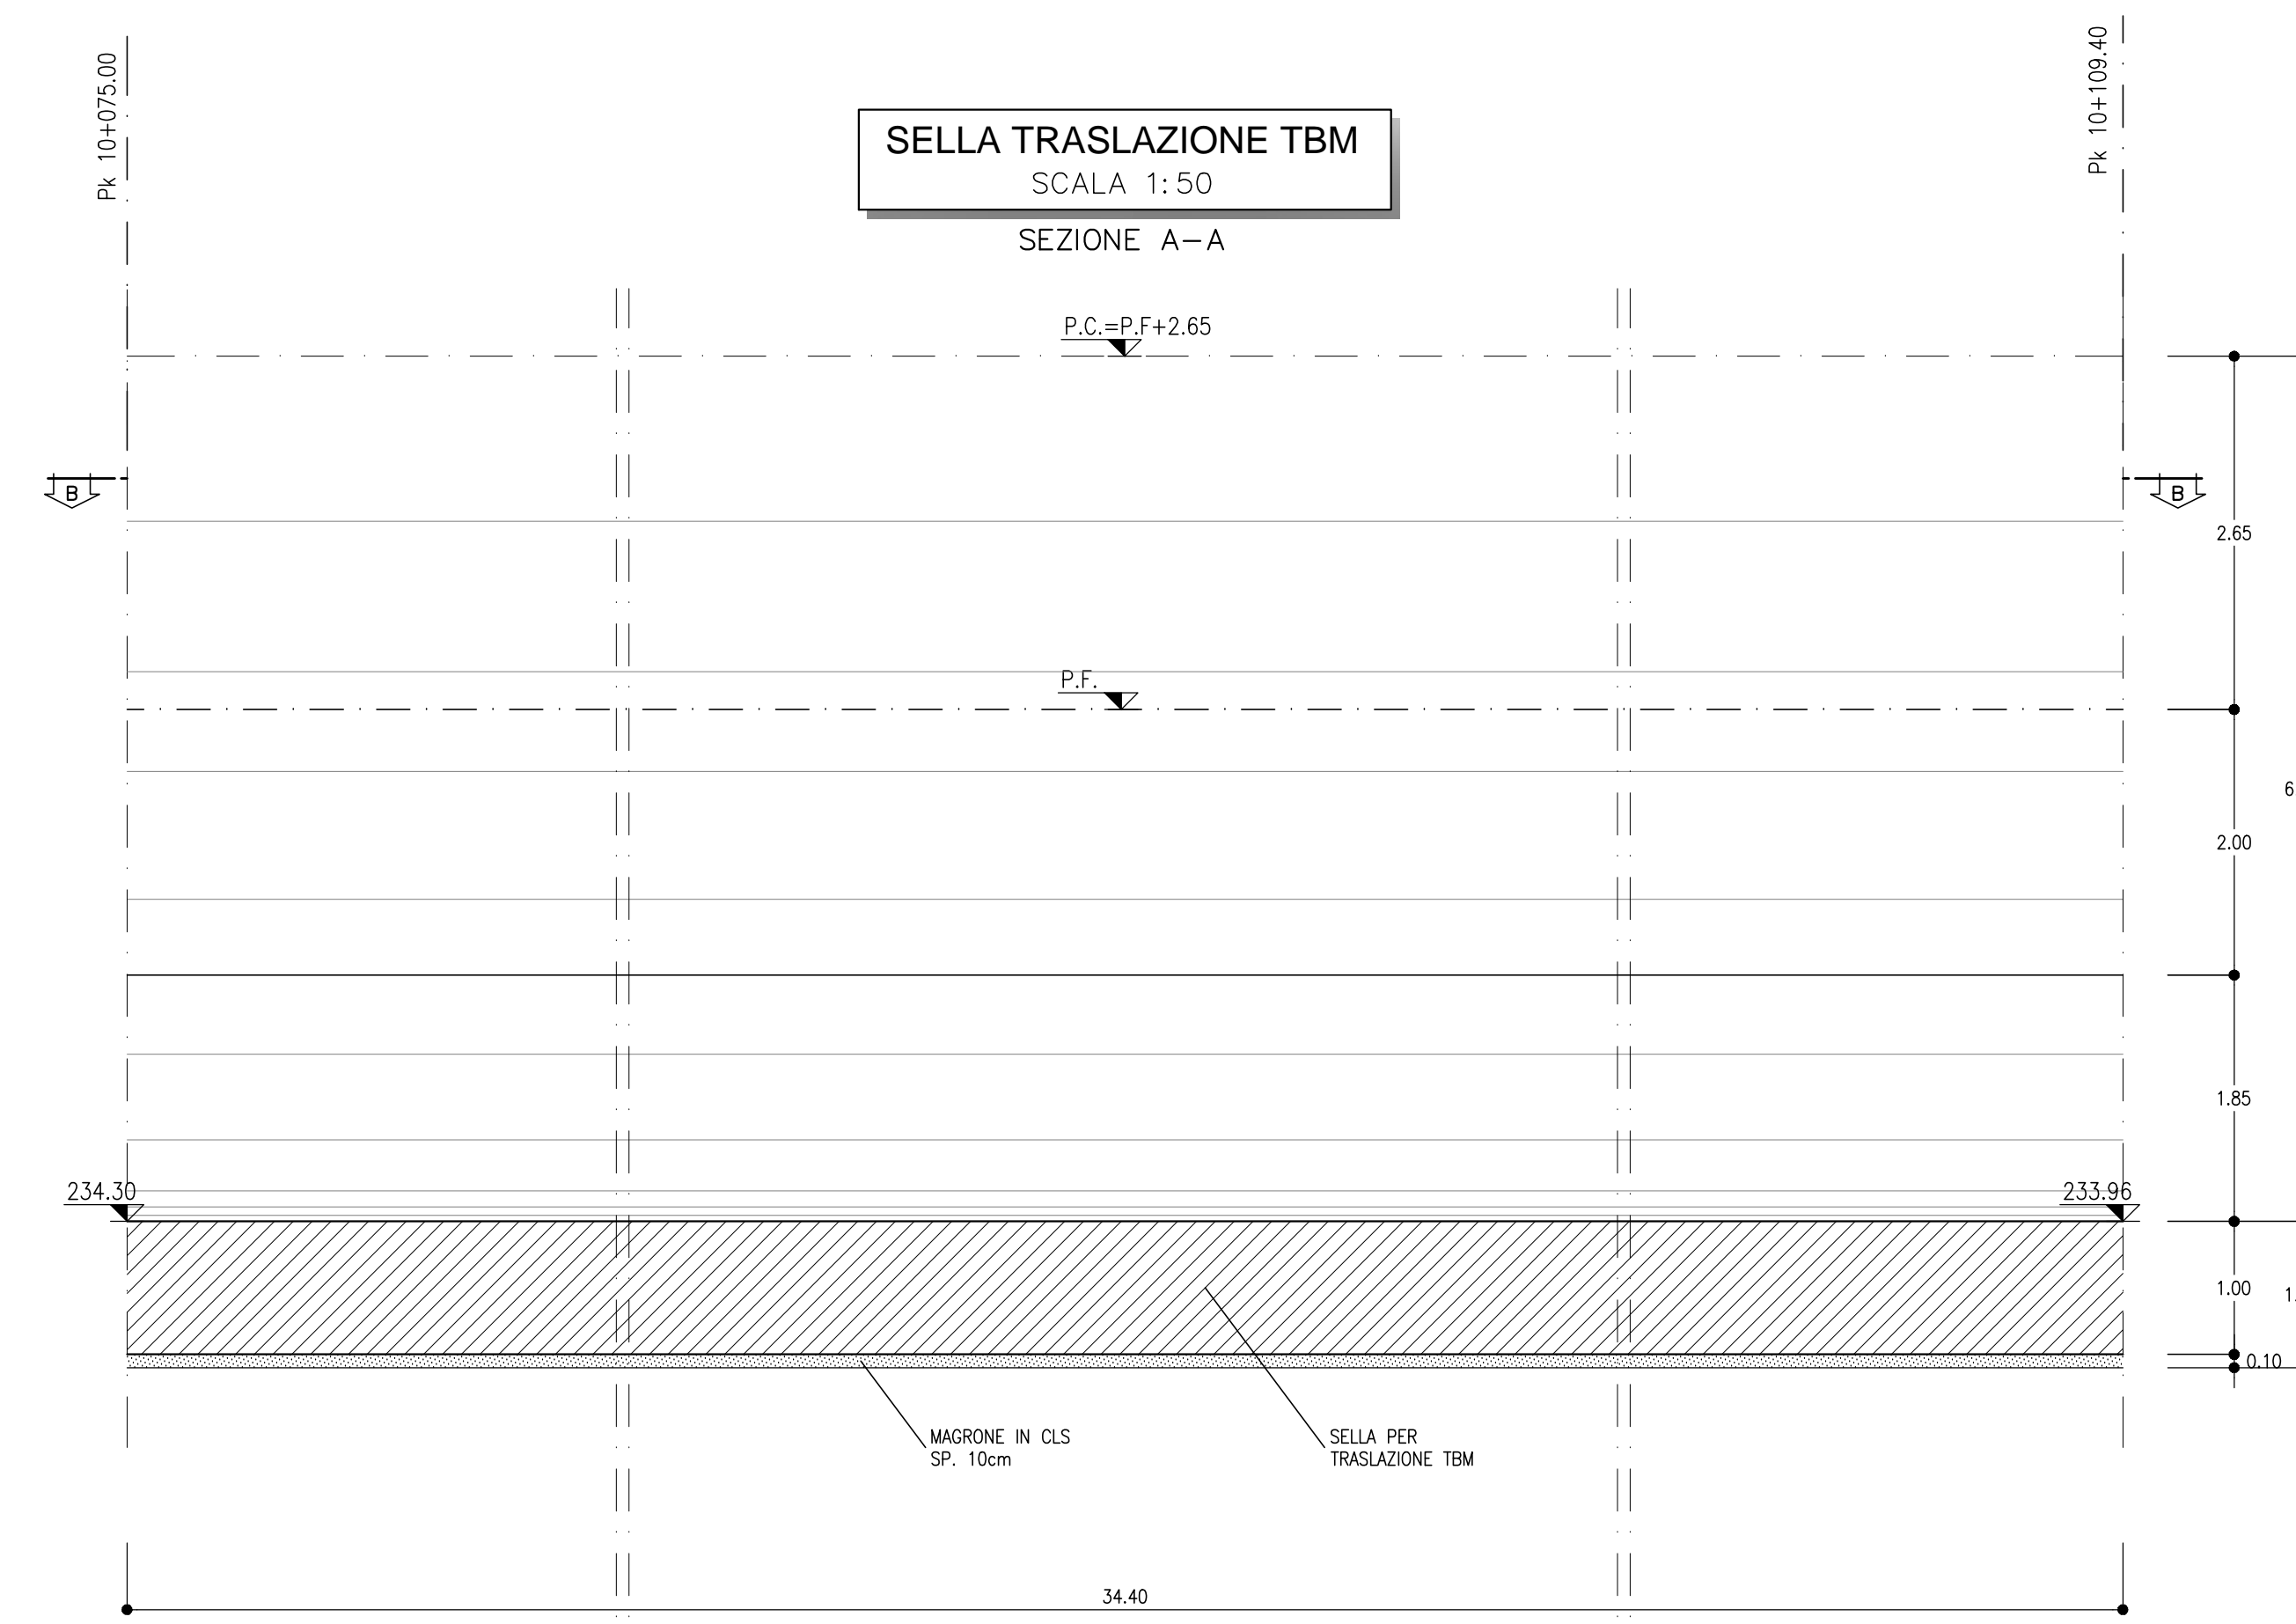 Pk 10+075.00
Pk 10+109.40
SELLA TRASLAZIONE TBM
SCALA 1:50
SEZIONE A-A
P.C.=P.F+2.65
B
B
2.65
P.F.
6
2.00
1.85
234.30
233.96
1.00
1.
0.10
MAGRONE IN CLS
SP. 10cm
SELLA PER
TRASLAZIONE TBM
34.40